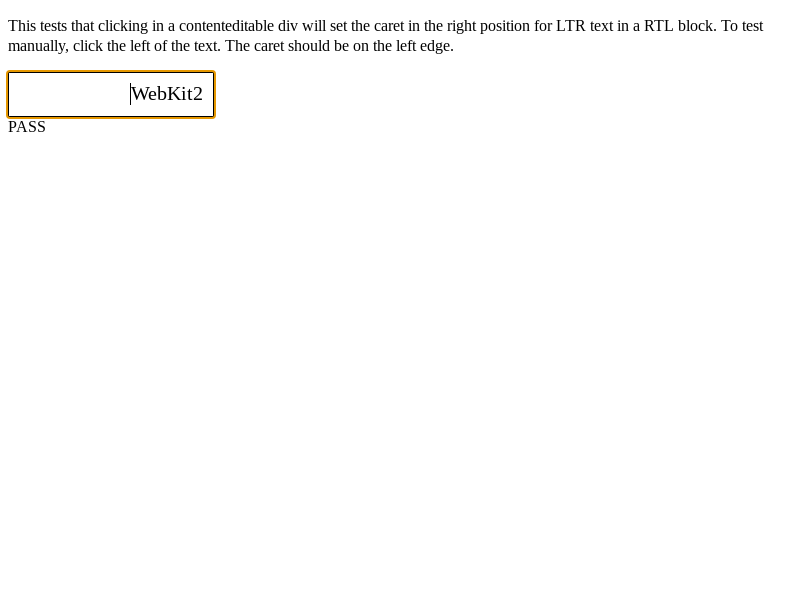 This tests that clicking in a contenteditable div will set the caret in the right position for LTR text in a RTL block. To test
manually, click the left of the text. The caret should be on the left edge.
WebKit2
PASS